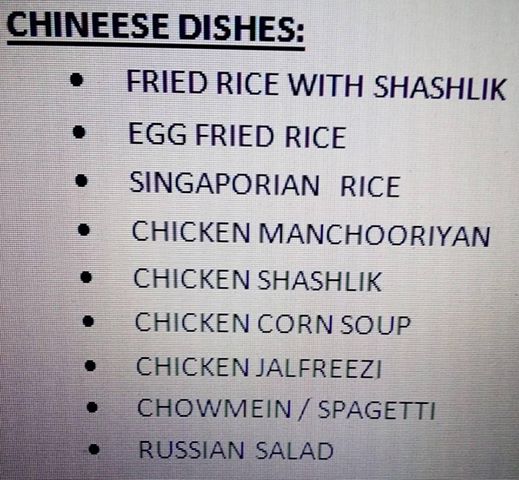 CHINEESE DISHES:
• FRIED RICE WITH SHASHLIK
• EGG FRIED RICE
• SINGAPORIAN RICE
• CHICKEN MANCHOORIYAN
• CHICKEN SHASHLIK
• CHICKEN CORN SOUP
• CHICKEN JALFREEZI
• CHOWMEIN / SPAGETTI
• RUSSIAN SALAD